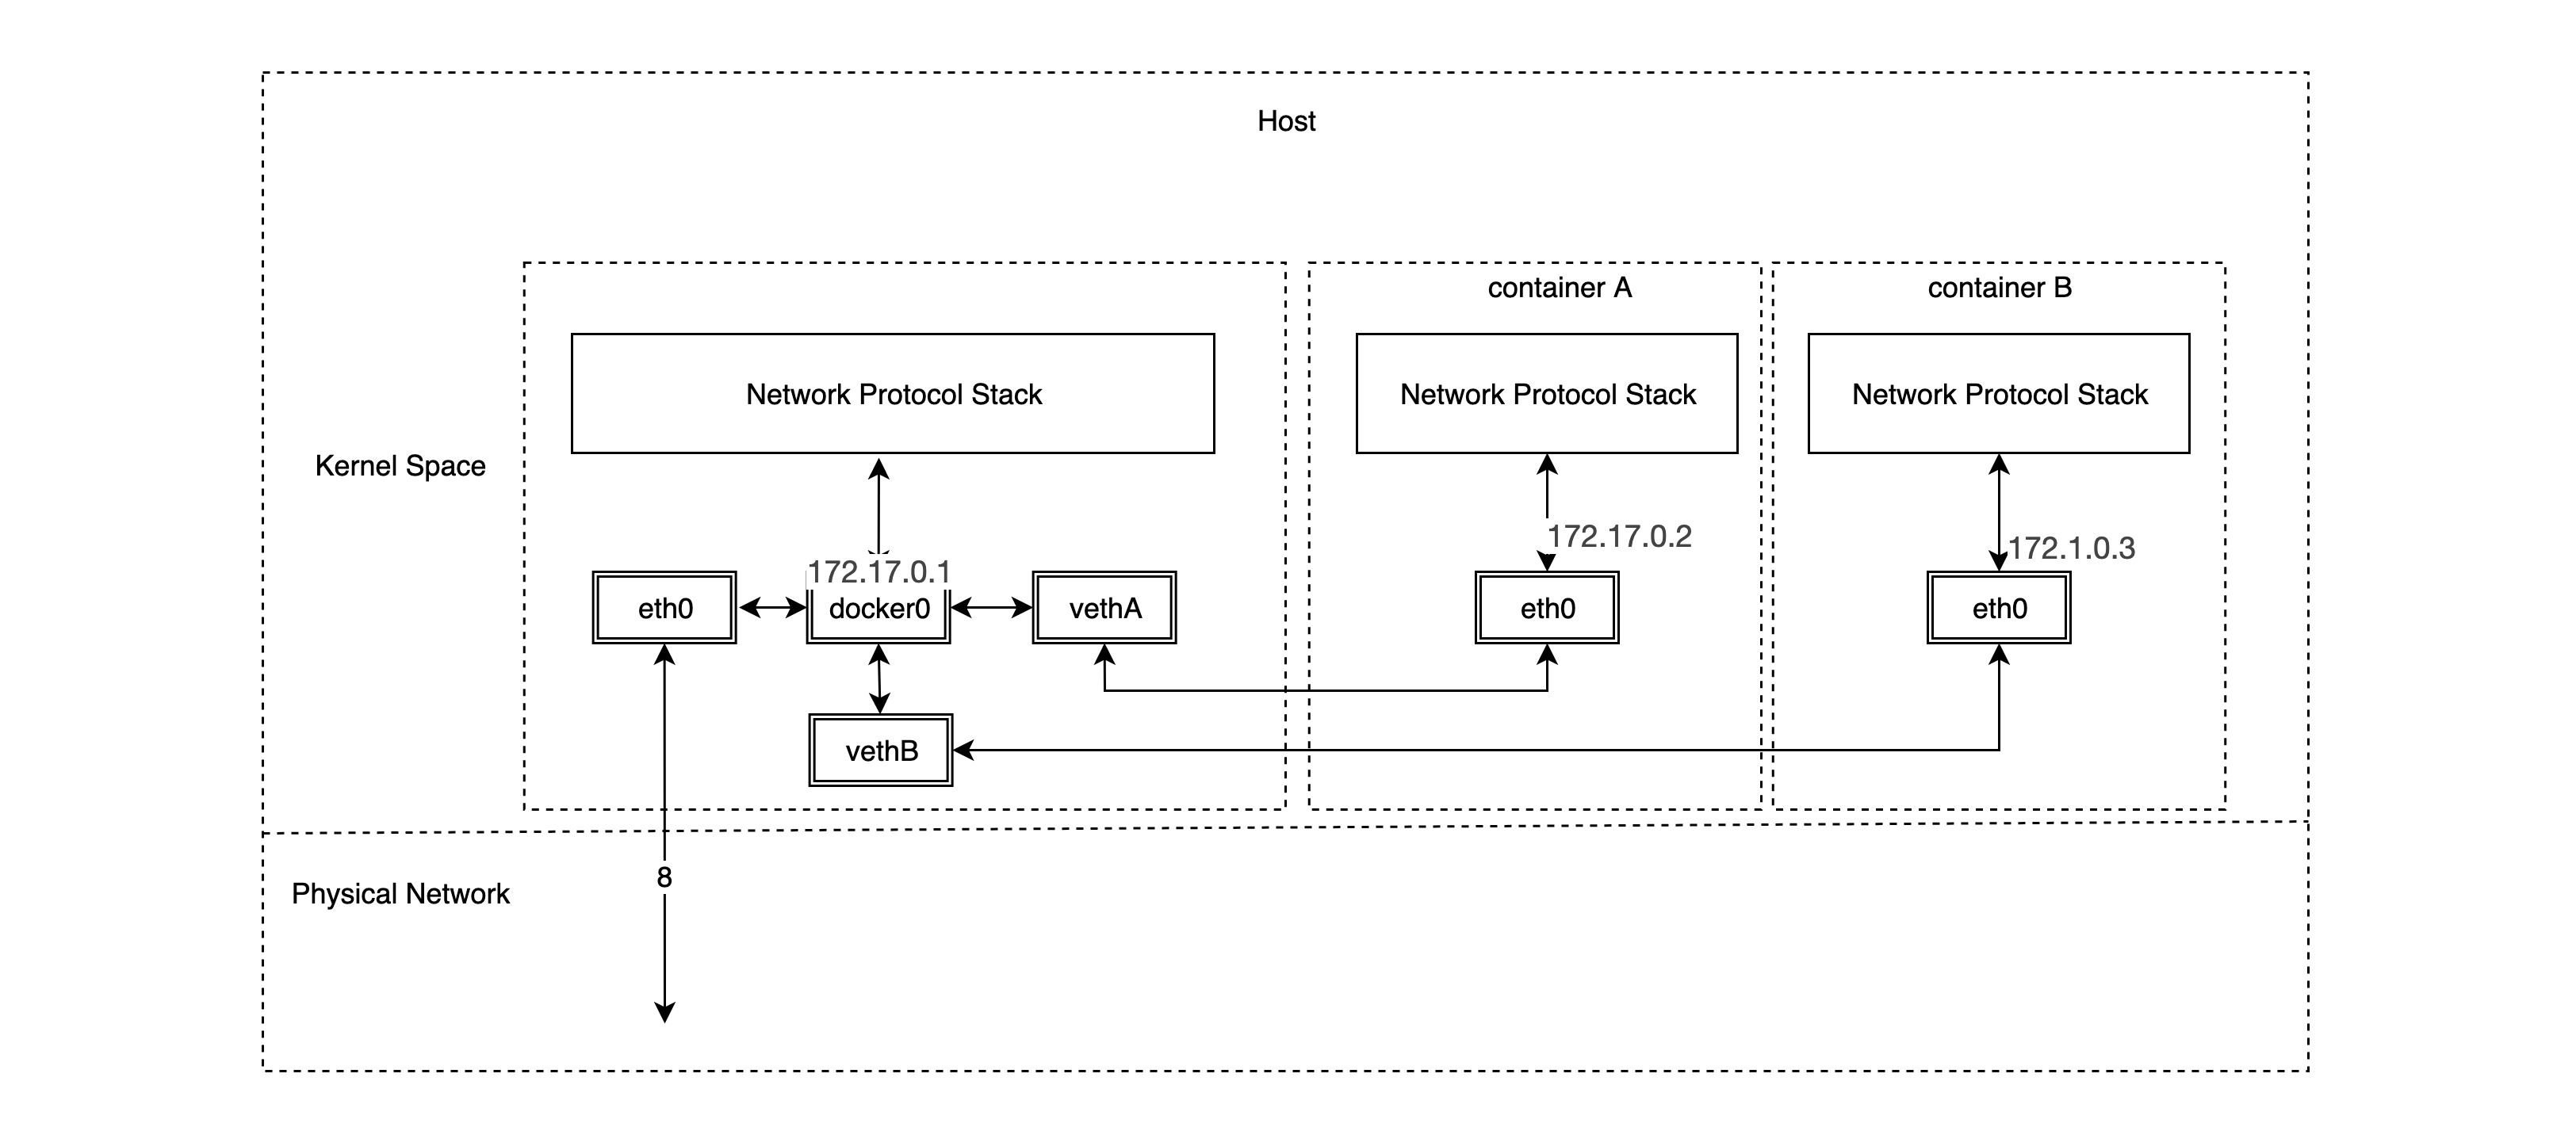 Host
container A
container B
Network Protocol Stack
Network Protocol Stack
Network Protocol Stack
Kernel Space
172.17.0.2
172.1.0.3
172.17.0.1
eth0
docker0
vethA
eth0
eth0
vethB
8
Physical Network